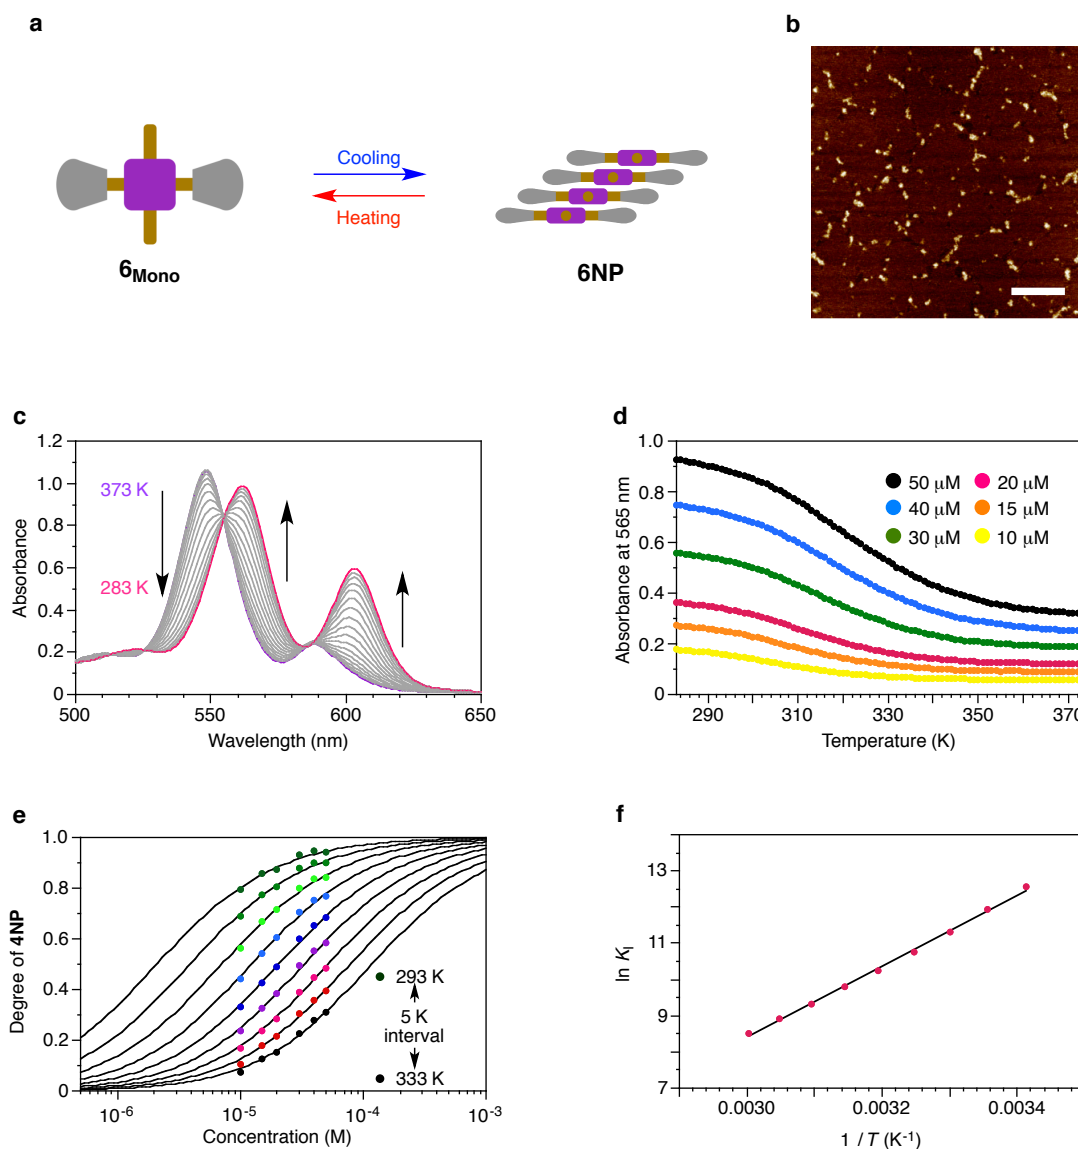 a
b
Cooling
Heating
6Mono
6NP
c
1.2
1.0
0.8
0.6
0.4
0.2
0
373 K
283 K
Absorbance
500
550
600
650
Wavelength (nm)
d
1.0
0.8
0.6
0.4
0.2
0
50 μM
20 μM
40 μM
15 μM
30 μM
10 μM
Absorbance at 565 nm
290
310
330
350
370
Temperature (K)
e
1.0
0.8
0.6
0.4
0.2
0
293 K
5 K
interval
333 K
Degree of 4NP
10-6
10-5
10-4
10-3
Concentration (M)
f
13
11
9
7
ln KI
0.0030
0.0032
0.0034
1 / T (K-1)